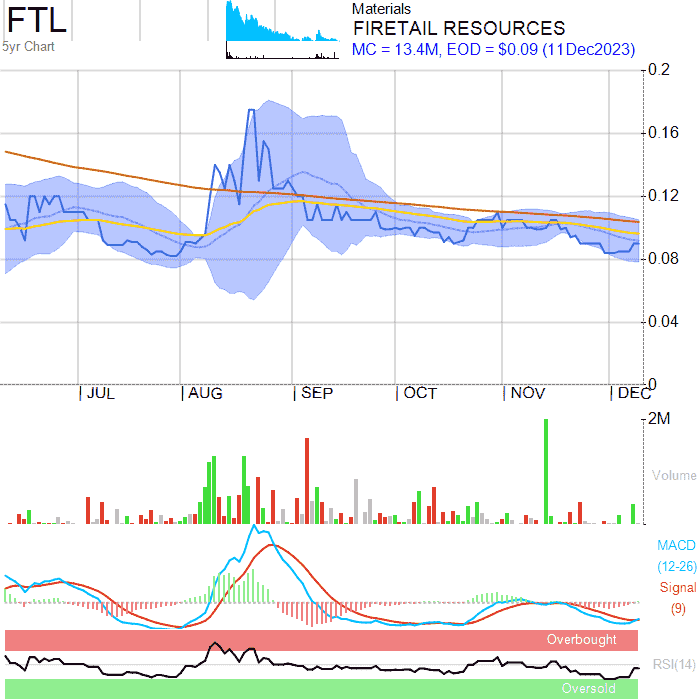 FTL
5yr Chart
Materials
FIRETAIL RESOURCES
MC = 13.4M, EOD = $0.09 (11Dec2023)
0.2
0.16
0.12
0.08
0.04
0
JUL AUG SEP OCT NOV DEC
2M
Volume
MACD
(12-26)
Signal
(9)
Overbought
RSI(14)
Oversold